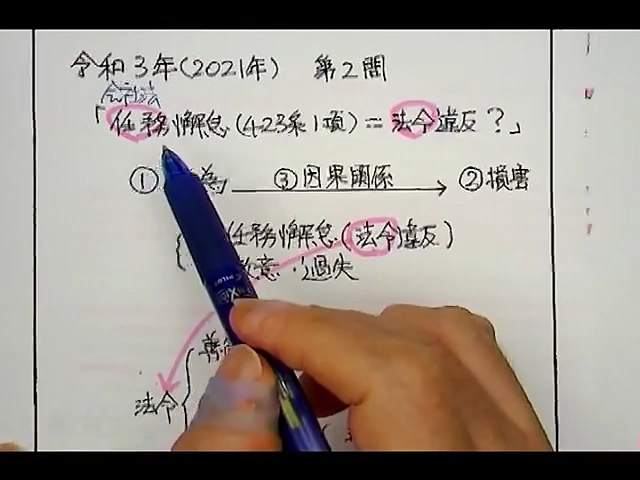 令和3年(2021年) 第2問
会社法
「任務懈怠(423条1項)=法令違反?」
① 為 ③因果関係 ②損害
任務懈怠(法令違反)
意・過失
善
法令
PILOT